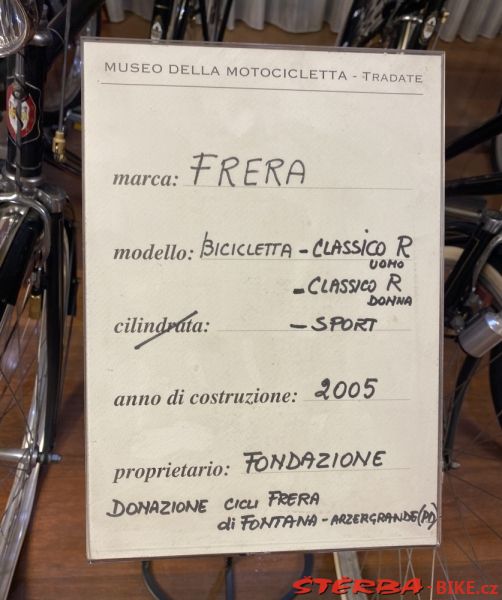 MUSEO DELLA MOTOCICLETTA - TRADATE
marca: FRERA
modello: BICICLETTA - CLASSICO R
UOMO
- CLASSICO R
DONNA
cilindrata: - SPORT
anno di costruzione: 2005
proprietario: FONDAZIONE
DONAZIONE CICLI FRERA
di FONTANA - ARZERGRANDE (PD)
STERBA-BIKE.cz